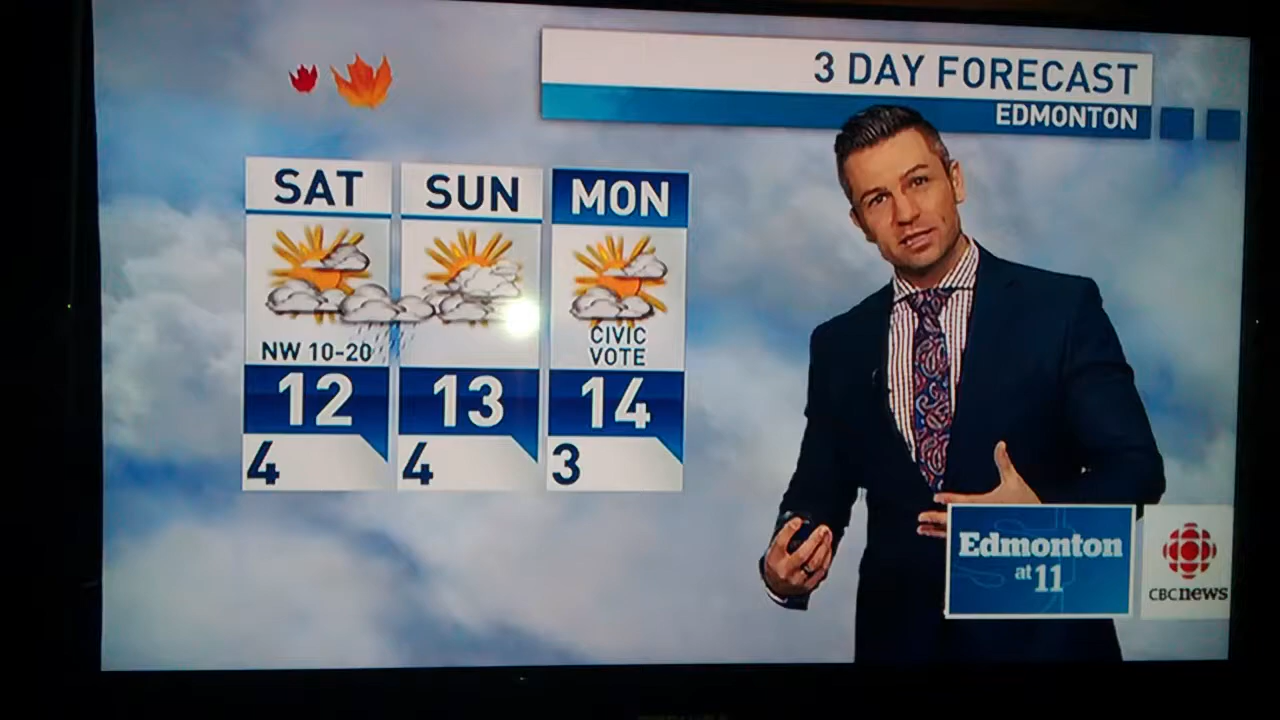 3 DAY FORECAST
EDMONTON
SAT SUN MON
NW 10-20
CIVIC
VOTE
12 13 14
4 4 3
Edmonton
at 11
CBCnews